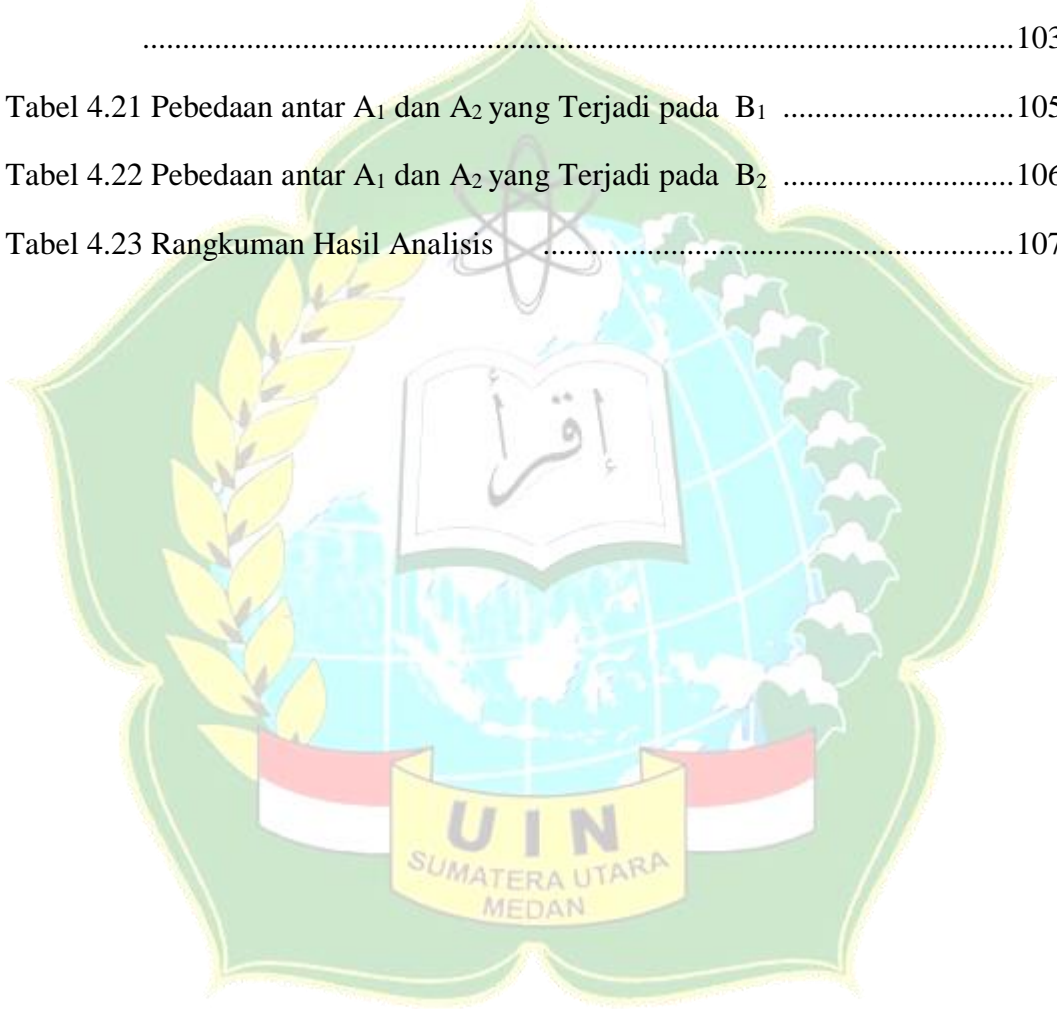 ....................................................................................................................103
Tabel 4.21 Pebedaan antar A₁ dan A₂ yang Terjadi pada B₁ .............................105
Tabel 4.22 Pebedaan antar A₁ dan A₂ yang Terjadi pada B₂ .............................106
Tabel 4.23 Rangkuman Hasil Analisis ...........................................................107
إقرأ
UIN
SUMATERA UTARA
MEDAN